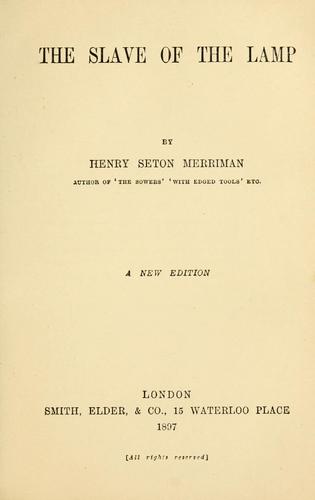 THE SLAVE OF THE LAMP
BY
HENRY SETON MERRIMAN
AUTHOR OF 'THE SOWERS' 'WITH EDGED TOOLS' ETC.
A NEW EDITION
LONDON
SMITH, ELDER, & CO., 15 WATERLOO PLACE
1897
[All rights reserved]